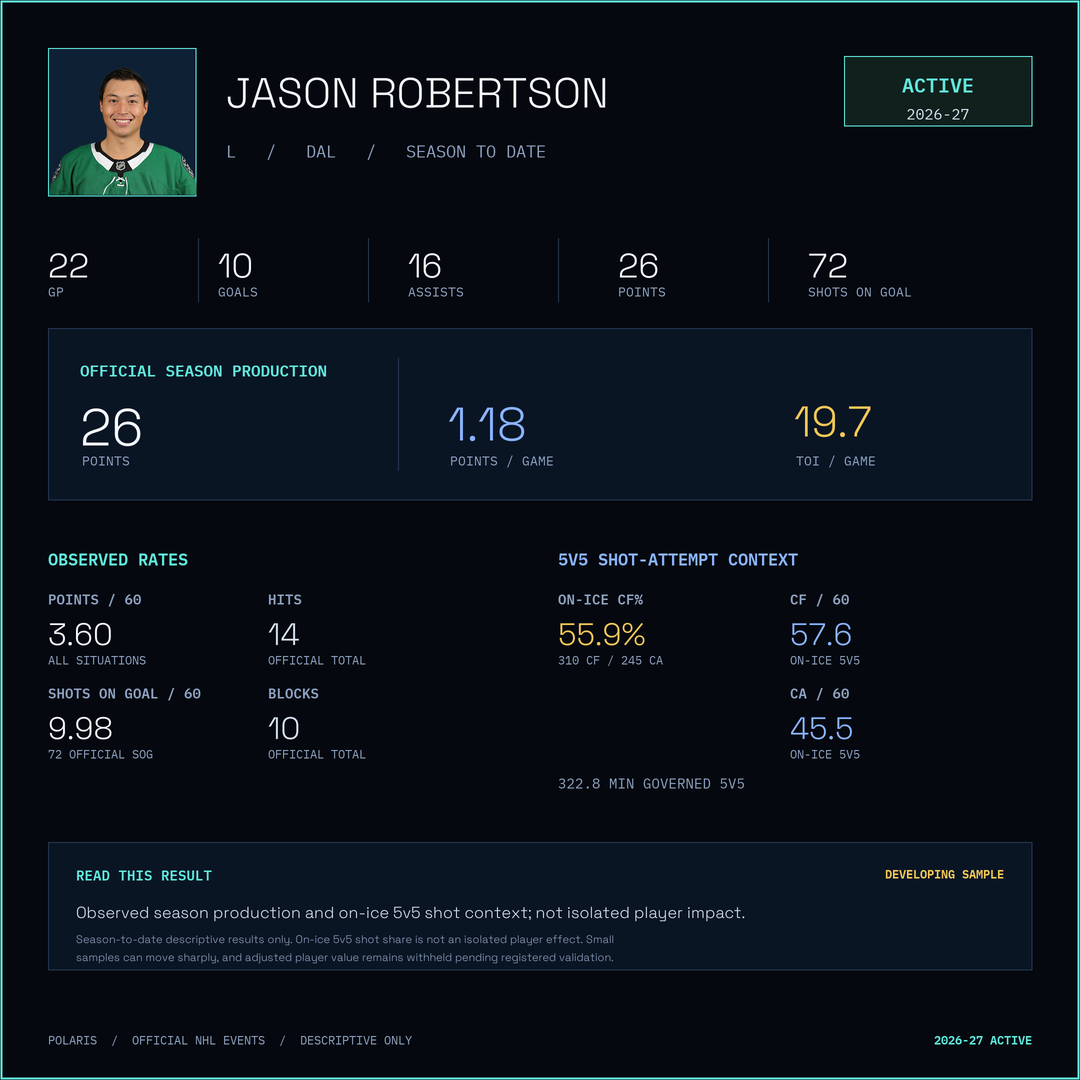 JASON ROBERTSON
L / DAL / SEASON TO DATE
ACTIVE
2026-27
22
GP
10
GOALS
16
ASSISTS
26
POINTS
72
SHOTS ON GOAL
OFFICIAL SEASON PRODUCTION
26
POINTS
1.18
POINTS / GAME
19.7
TOI / GAME
OBSERVED RATES
POINTS / 60
3.60
ALL SITUATIONS
HITS
14
OFFICIAL TOTAL
SHOTS ON GOAL / 60
9.98
72 OFFICIAL SOG
BLOCKS
10
OFFICIAL TOTAL
5V5 SHOT-ATTEMPT CONTEXT
ON-ICE CF%
55.9%
310 CF / 245 CA
CF / 60
57.6
ON-ICE 5V5
CA / 60
45.5
ON-ICE 5V5
322.8 MIN GOVERNED 5V5
READ THIS RESULT
DEVELOPING SAMPLE
Observed season production and on-ice 5v5 shot context; not isolated player impact.
Season-to-date descriptive results only. On-ice 5v5 shot share is not an isolated player effect. Small
samples can move sharply, and adjusted player value remains withheld pending registered validation.
POLARIS / OFFICIAL NHL EVENTS / DESCRIPTIVE ONLY
2026-27 ACTIVE